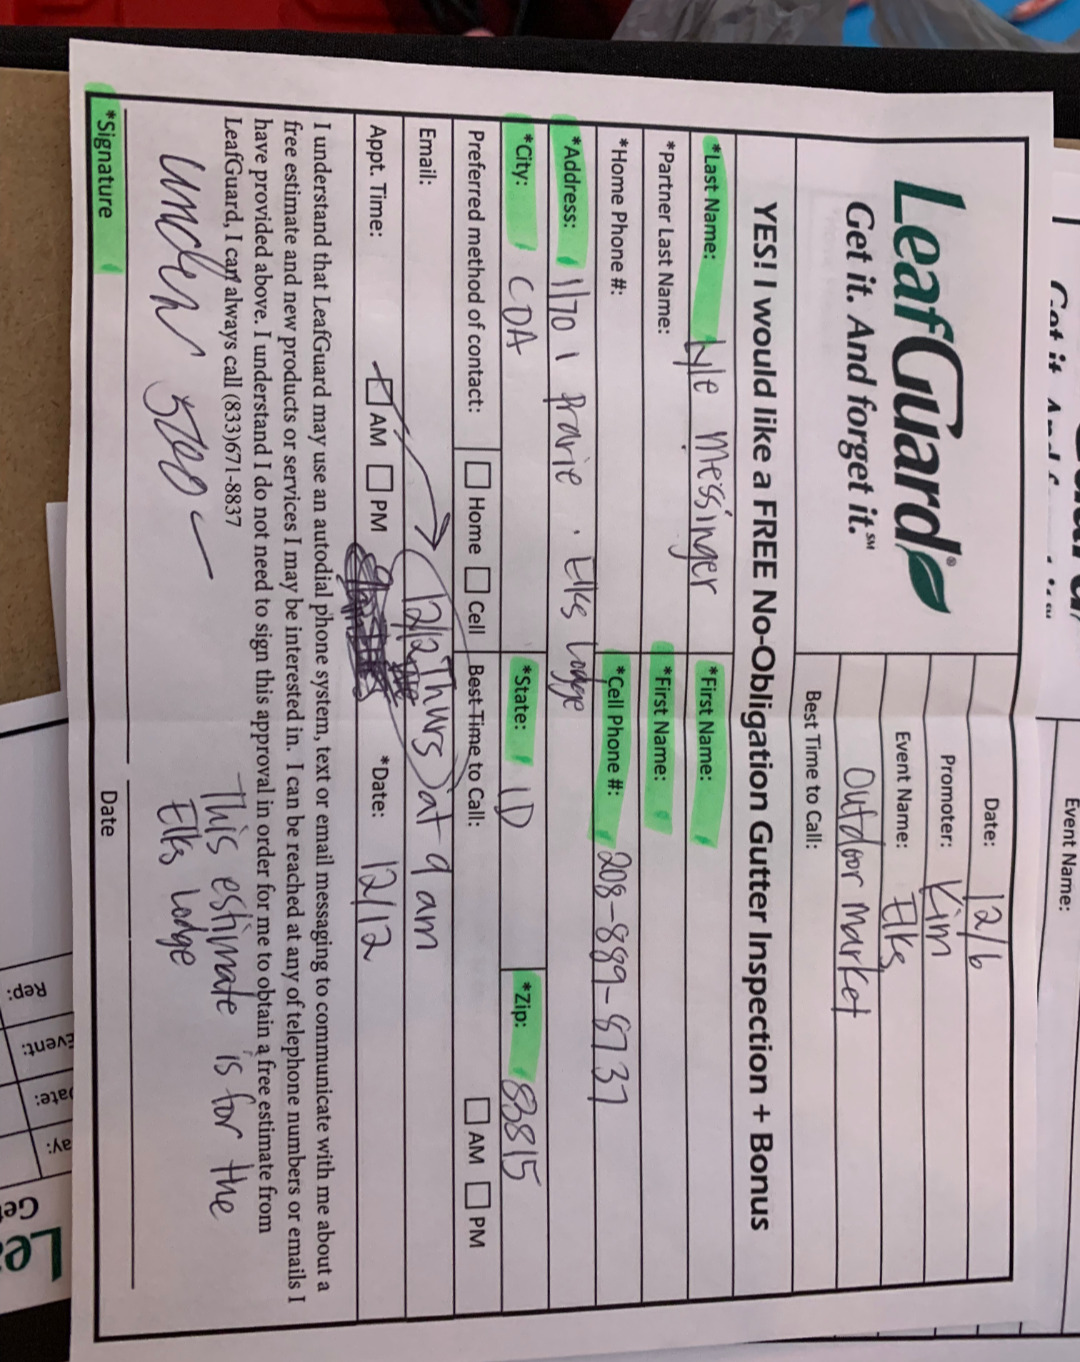 LeafGuard®
Get it. And forget it.℠
Date: 12/6
Promoter: Kim
Event Name: Elks
Outdoor Market
Best Time to Call:
YES! I would like a FREE No-Obligation Gutter Inspection + Bonus
*Last Name: Lyle Messinger *First Name:
*Partner Last Name: *First Name:
*Home Phone #: *Cell Phone #: 208-889-8737
*Address: 1170 1 Prarie . Elks Lodge
*City: CDA *State: ID *Zip: 83815
Preferred method of contact: Home Cell Best Time to Call: AM PM
Email: 12/12 Thurs at 9 am
Appt. Time: AM PM *Date: 12/12
I understand that LeafGuard may use an autodial phone system, text or email messaging to communicate with me about a
free estimate and new products or services I may be interested in. I can be reached at any of telephone numbers or emails I
have provided above. I understand I do not need to sign this approval in order for me to obtain a free estimate from
LeafGuard, I can always call (833)671-8837
This estimate is for the
Elks Lodge
under 5700
*Signature Date
Event Name:
Rep:
Event:
Date: